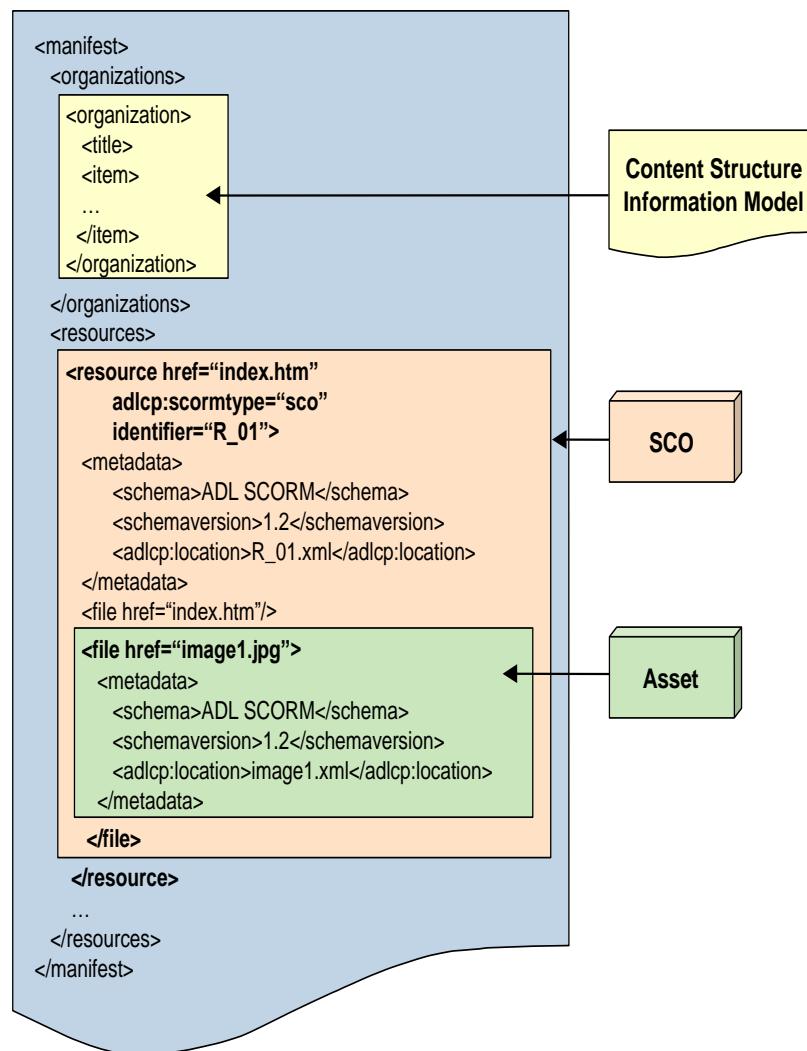 <manifest>
<organizations>
<organization>
<title>
<item>
…
</item>
</organization>
</organizations>
<resources>
<resource href=“index.htm”
adlcp:scormtype=“sco”
identifier=“R_01”>
<metadata>
<schema>ADL SCORM</schema>
<schemaversion>1.2</schemaversion>
<adlcp:location>R_01.xml</adlcp:location>
</metadata>
<file href=“index.htm”/>
<file href=“image1.jpg”>
<metadata>
<schema>ADL SCORM</schema>
<schemaversion>1.2</schemaversion>
<adlcp:location>image1.xml</adlcp:location>
</metadata>
</file>
</resource>
…
</resources>
</manifest>
Content Structure
Information Model
SCO
Asset